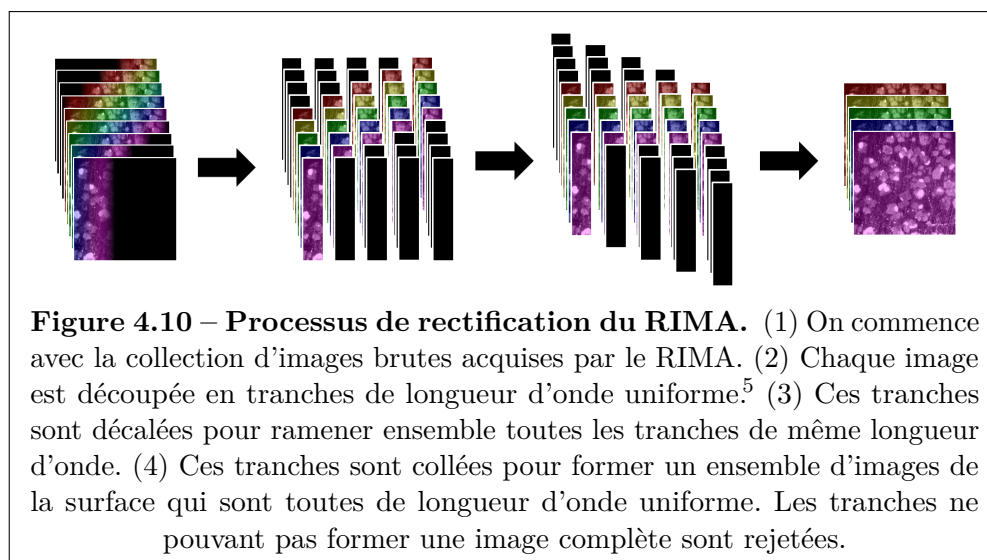 Figure 4.10 – Processus de rectification du RIMA. (1) On commence
avec la collection d'images brutes acquises par le RIMA. (2) Chaque image
est découpée en tranches de longueur d'onde uniforme.⁵ (3) Ces tranches
sont décalées pour ramener ensemble toutes les tranches de même longueur
d'onde. (4) Ces tranches sont collées pour former un ensemble d'images de
la surface qui sont toutes de longueur d'onde uniforme. Les tranches ne
pouvant pas former une image complète sont rejetées.